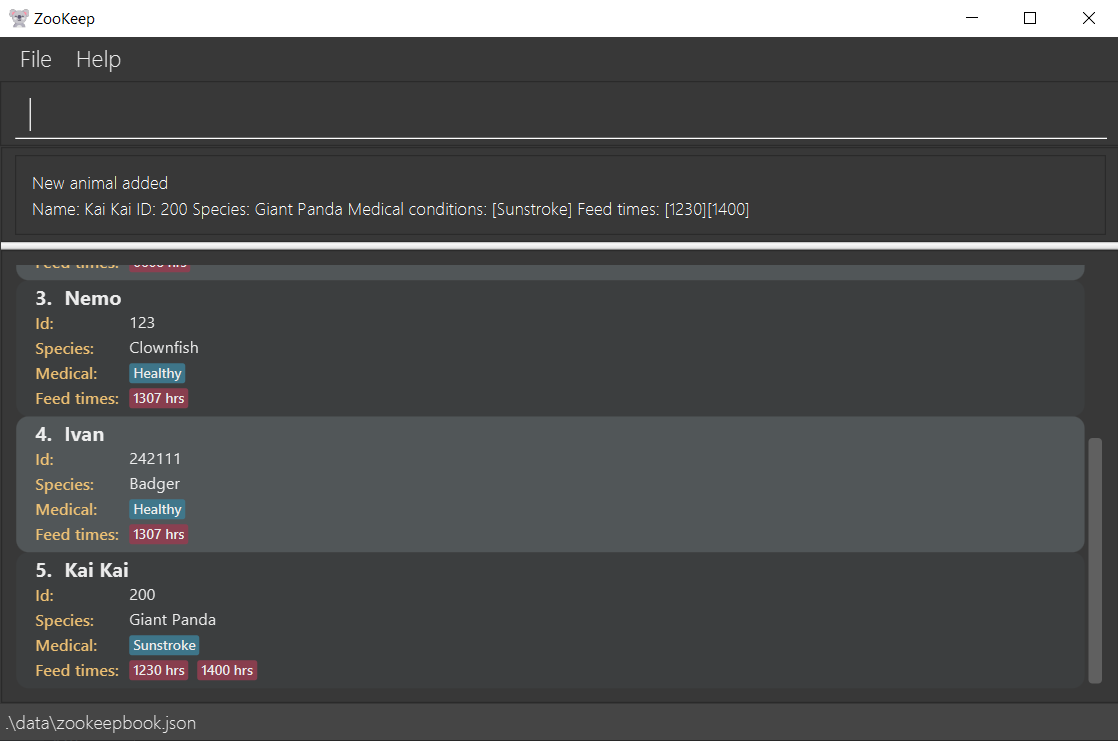 ZooKeep
File Help
New animal added
Name: Kai Kai ID: 200 Species: Giant Panda Medical conditions: [Sunstroke] Feed times: [1230][1400]
Feed times:
3. Nemo
Id: 123
Species: Clownfish
Medical: Healthy
Feed times: 1307 hrs
4. Ivan
Id: 242111
Species: Badger
Medical: Healthy
Feed times: 1307 hrs
5. Kai Kai
Id: 200
Species: Giant Panda
Medical: Sunstroke
Feed times: 1230 hrs 1400 hrs
.\data\zookeepbook.json